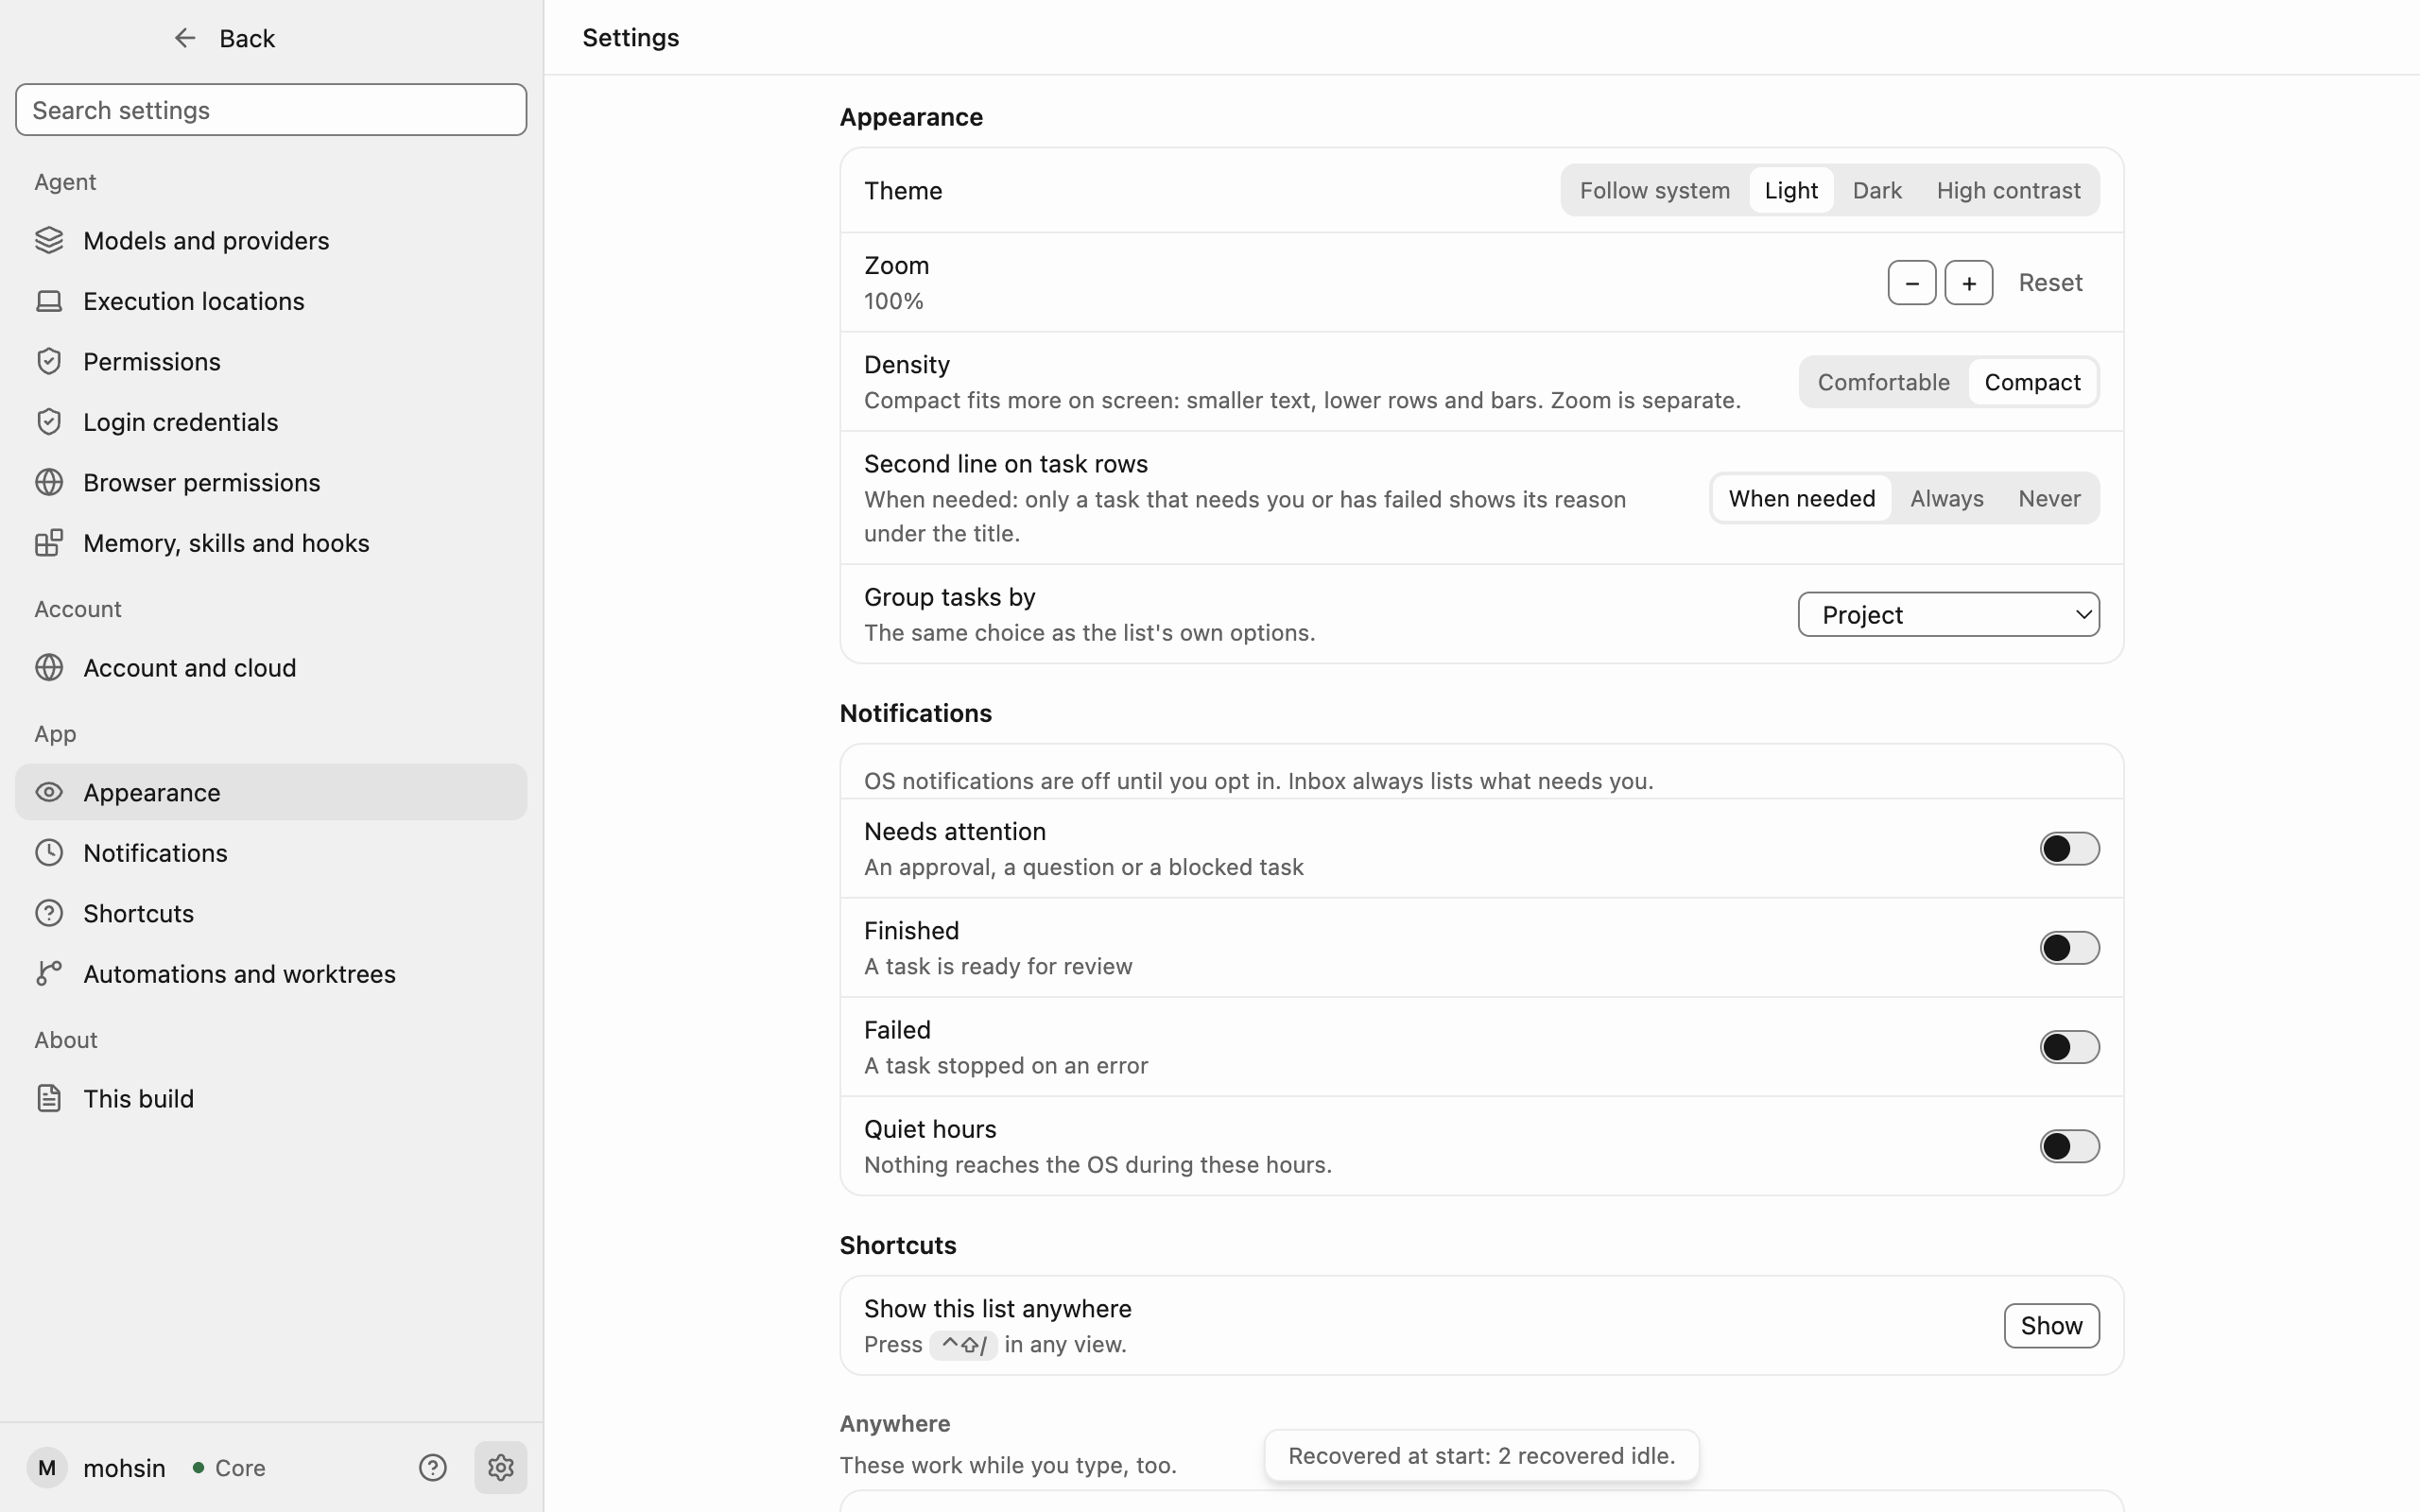 Back
Search settings
Agent
Models and providers
Execution locations
Permissions
Login credentials
Browser permissions
Memory, skills and hooks
Account
Account and cloud
App
Appearance
Notifications
Shortcuts
Automations and worktrees
About
This build
M mohsin Core
Settings
Appearance
Theme
Follow system Light Dark High contrast
Zoom
100%
− + Reset
Density
Compact fits more on screen: smaller text, lower rows and bars. Zoom is separate.
Comfortable Compact
Second line on task rows
When needed: only a task that needs you or has failed shows its reason
under the title.
When needed Always Never
Group tasks by
The same choice as the list's own options.
Project
Notifications
OS notifications are off until you opt in. Inbox always lists what needs you.
Needs attention
An approval, a question or a blocked task
Finished
A task is ready for review
Failed
A task stopped on an error
Quiet hours
Nothing reaches the OS during these hours.
Shortcuts
Show this list anywhere
Press ⌃⇧/ in any view.
Show
Anywhere
These work while you type, too.
Recovered at start: 2 recovered idle.